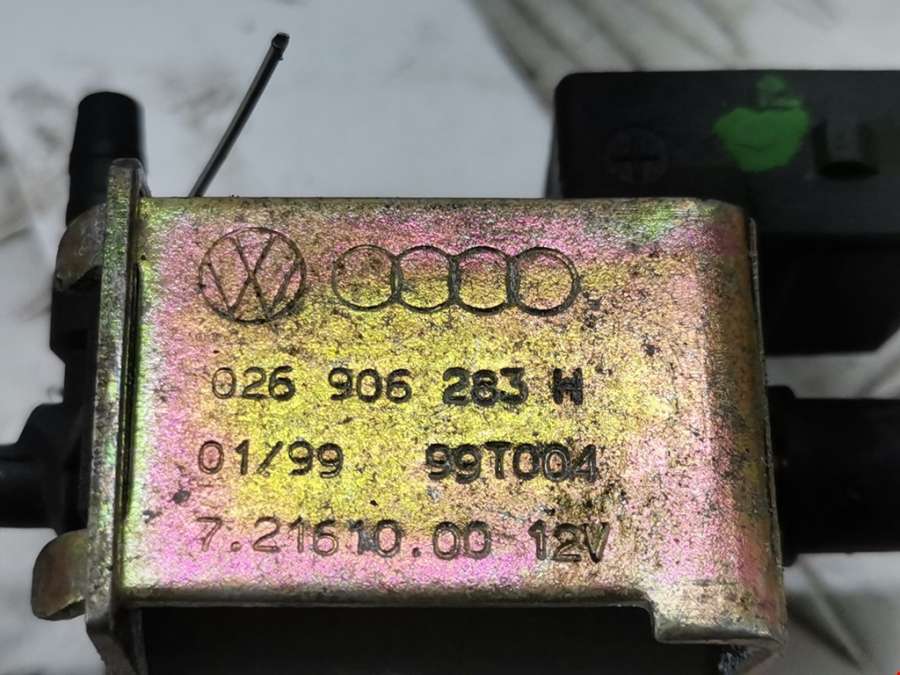 026 906 283 H
01/99 99T004
7.21610.00 12V